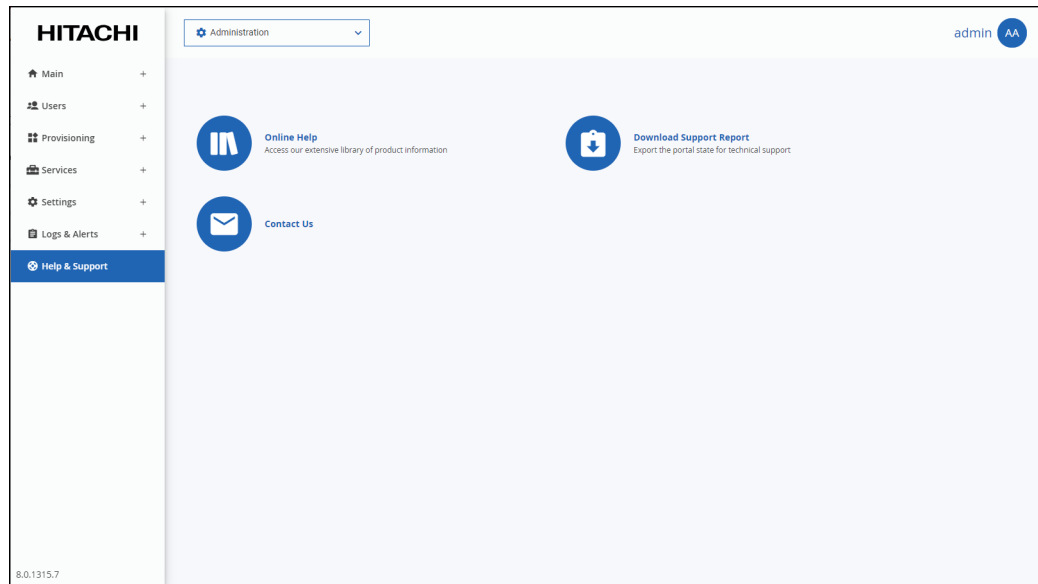 HITACHI
Administration
admin
AA
Main +
Users +
Provisioning +
Services +
Settings +
Logs & Alerts +
Help & Support
Online Help
Access our extensive library of product information
Download Support Report
Export the portal state for technical support
Contact Us
8.0.1315.7